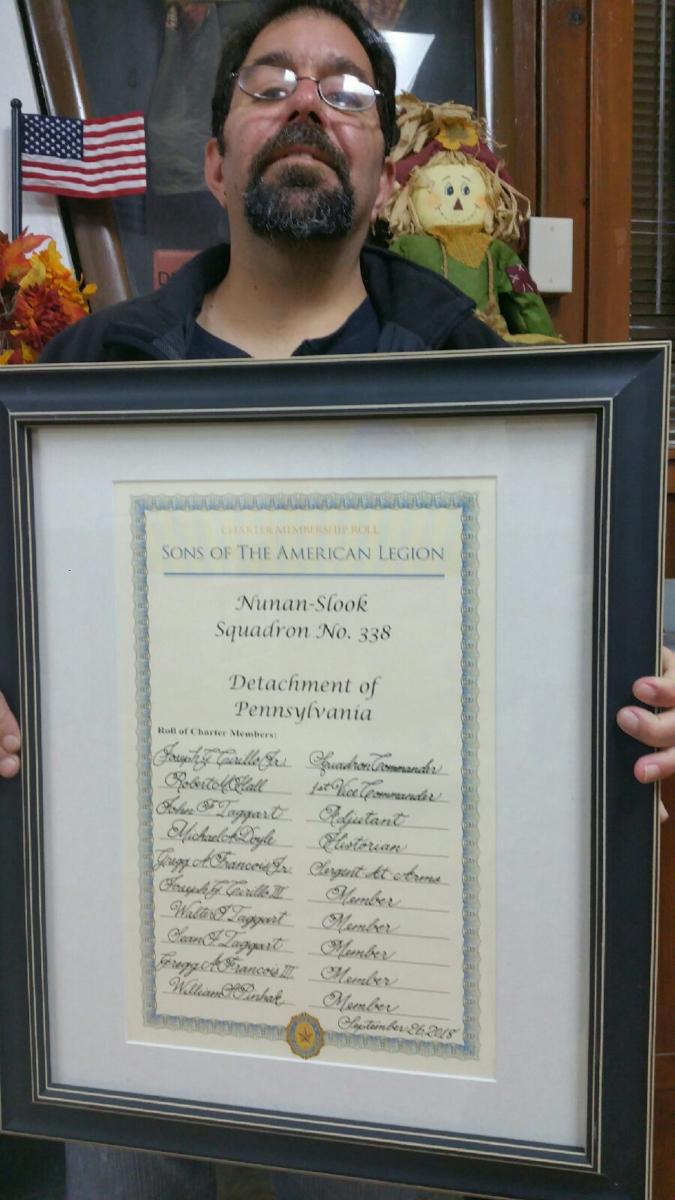 CHARTER MEMBERSHIP ROLL
SONS OF THE AMERICAN LEGION
Nunan-Slook
Squadron No. 338
Detachment of
Pennsylvania
Roll of Charter Members:
Joseph F Cirillo Jr. Squadron Commander
Robert M. Hall 1st Vice Commander
John F Taggart Adjutant
Michael A Doyle Historian
Gregg A Francois Jr. Sergent At Arms
Joseph F Cirillo III Member
Walter J Taggart Member
Sean F Taggart Member
Gregg A Francois III Member
William Pinhak Member
September 26 2018